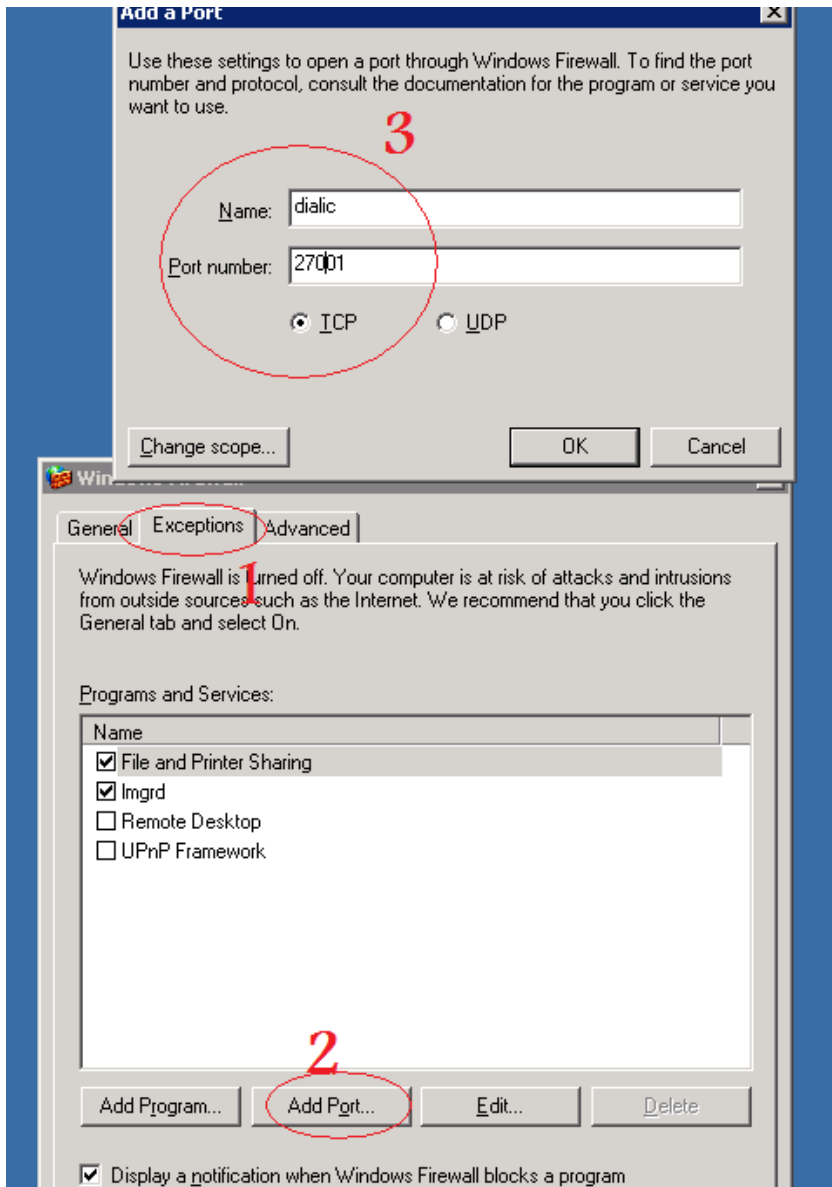 Add a Port
Use these settings to open a port through Windows Firewall. To find the port
number and protocol, consult the documentation for the program or service you
want to use.
3
Name: dialic
Port number: 27001
TCP UDP
Change scope... OK Cancel
Windows Firewall
General Exceptions Advanced
1
Windows Firewall is turned off. Your computer is at risk of attacks and intrusions
from outside sources such as the Internet. We recommend that you click the
General tab and select On.
Programs and Services:
Name
File and Printer Sharing
lmgrd
Remote Desktop
UPnP Framework
2
Add Program... Add Port... Edit... Delete
Display a notification when Windows Firewall blocks a program